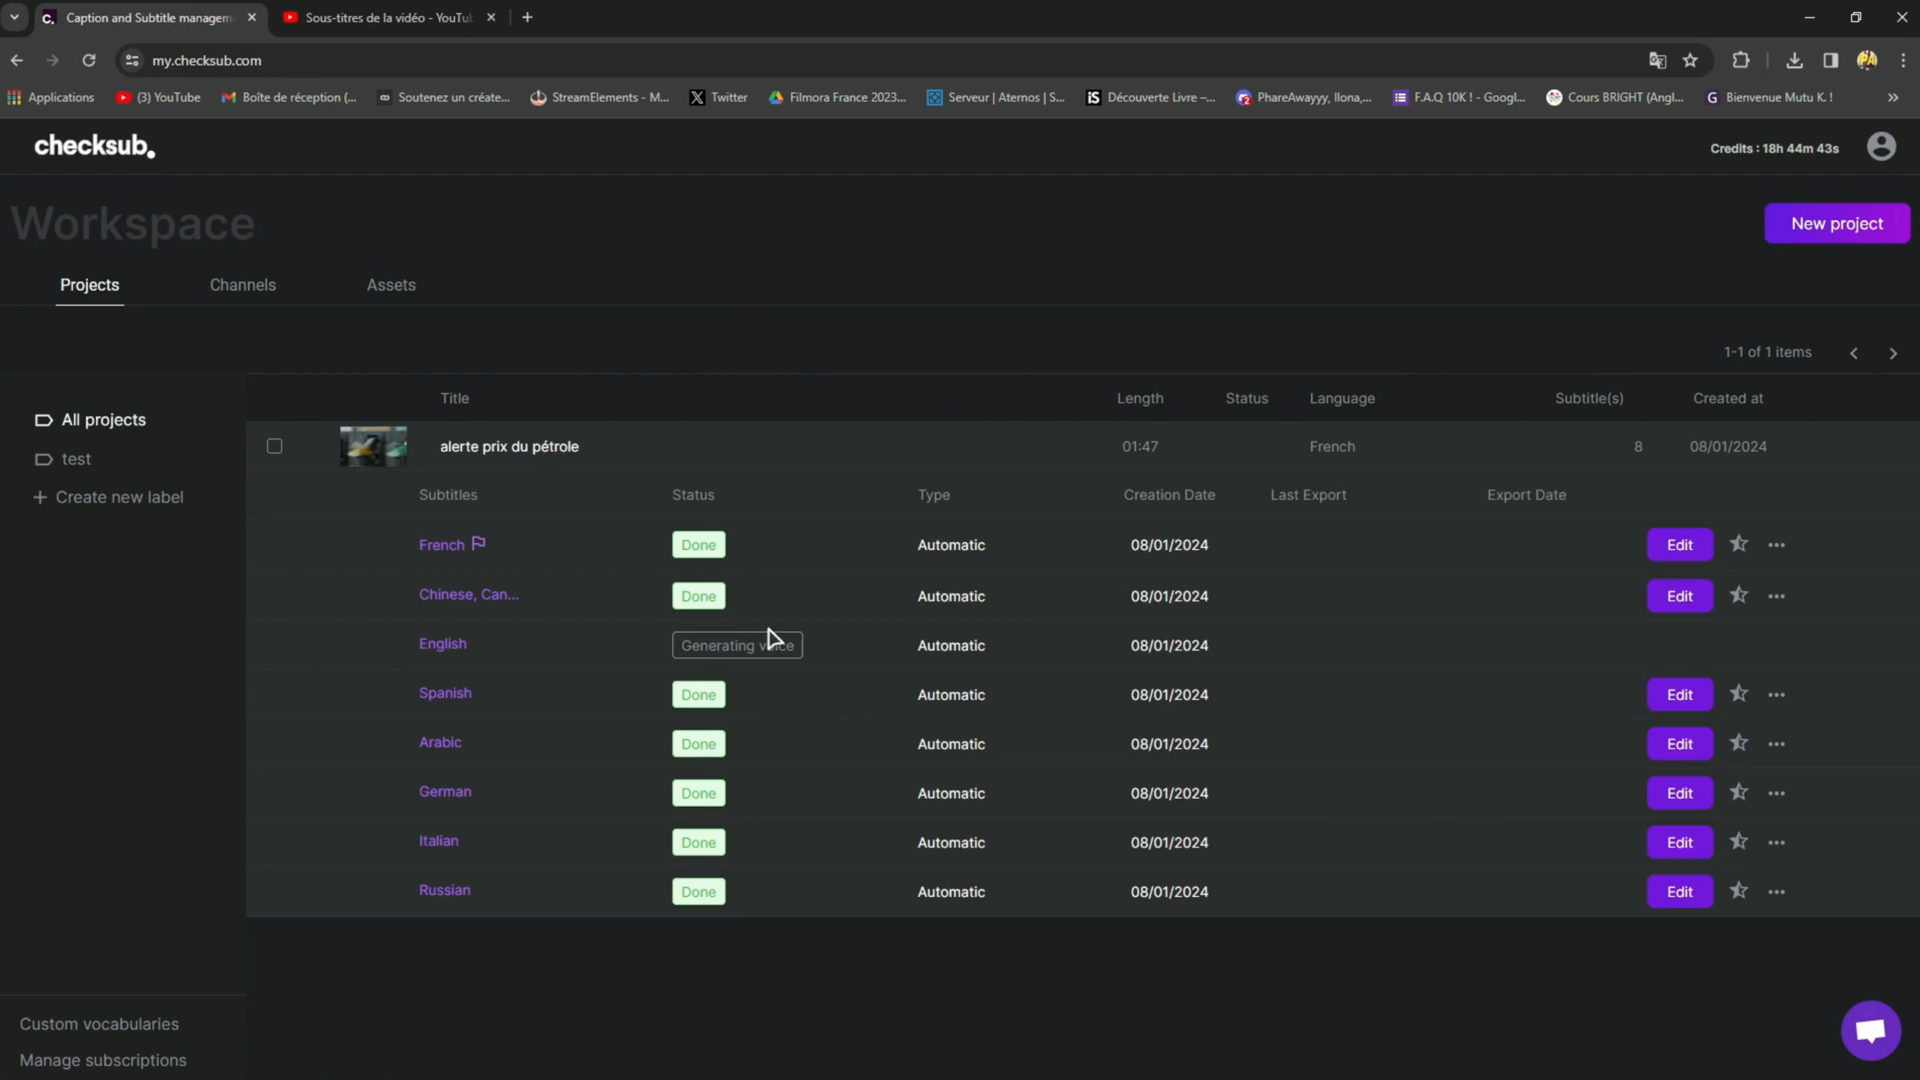 Caption and Subtitle managem
Sous-titres de la vidéo - YouTu
my.checksub.com
Applications
(3) YouTube
Boîte de réception (...
Soutenez un créate...
StreamElements - M...
Twitter
Filmora France 2023...
Serveur | Aternos | S...
Découverte Livre –...
PhareAwayyy, Ilona,...
F.A.Q 10K ! - Googl...
Cours BRIGHT (Angl...
Bienvenue Mutu K. !
checksub.
Credits : 18h 44m 43s
Workspace
New project
Projects
Channels
Assets
1-1 of 1 items
All projects
test
+ Create new label
Title
Length
Status
Language
Subtitle(s)
Created at
alerte prix du pétrole
01:47
French
8
08/01/2024
Subtitles
Status
Type
Creation Date
Last Export
Export Date
French
Done
Automatic
08/01/2024
Edit
Chinese, Can...
Done
Automatic
08/01/2024
Edit
English
Generating voice
Automatic
08/01/2024
Spanish
Done
Automatic
08/01/2024
Edit
Arabic
Done
Automatic
08/01/2024
Edit
German
Done
Automatic
08/01/2024
Edit
Italian
Done
Automatic
08/01/2024
Edit
Russian
Done
Automatic
08/01/2024
Edit
Custom vocabularies
Manage subscriptions